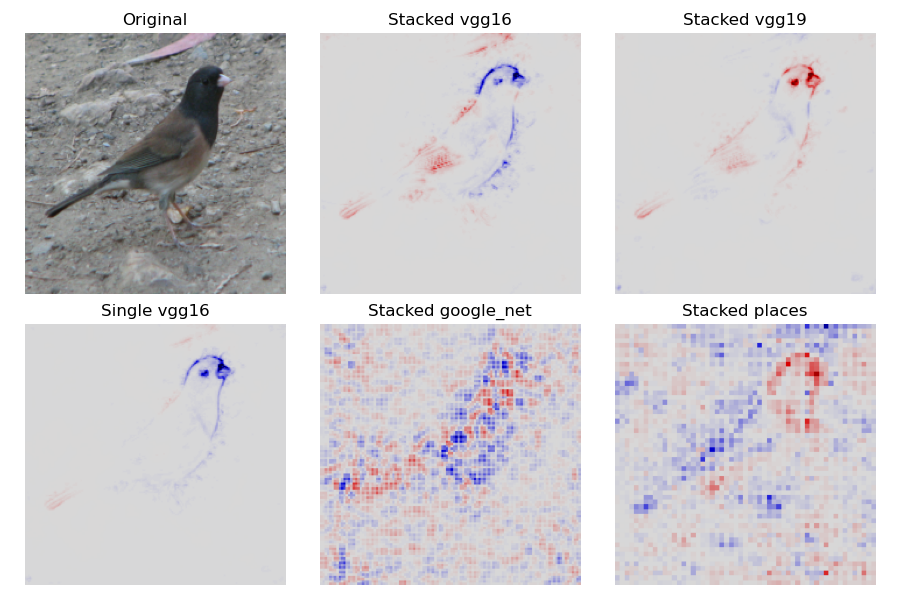 Original
Stacked vgg16
Stacked vgg19
Single vgg16
Stacked google_net
Stacked places